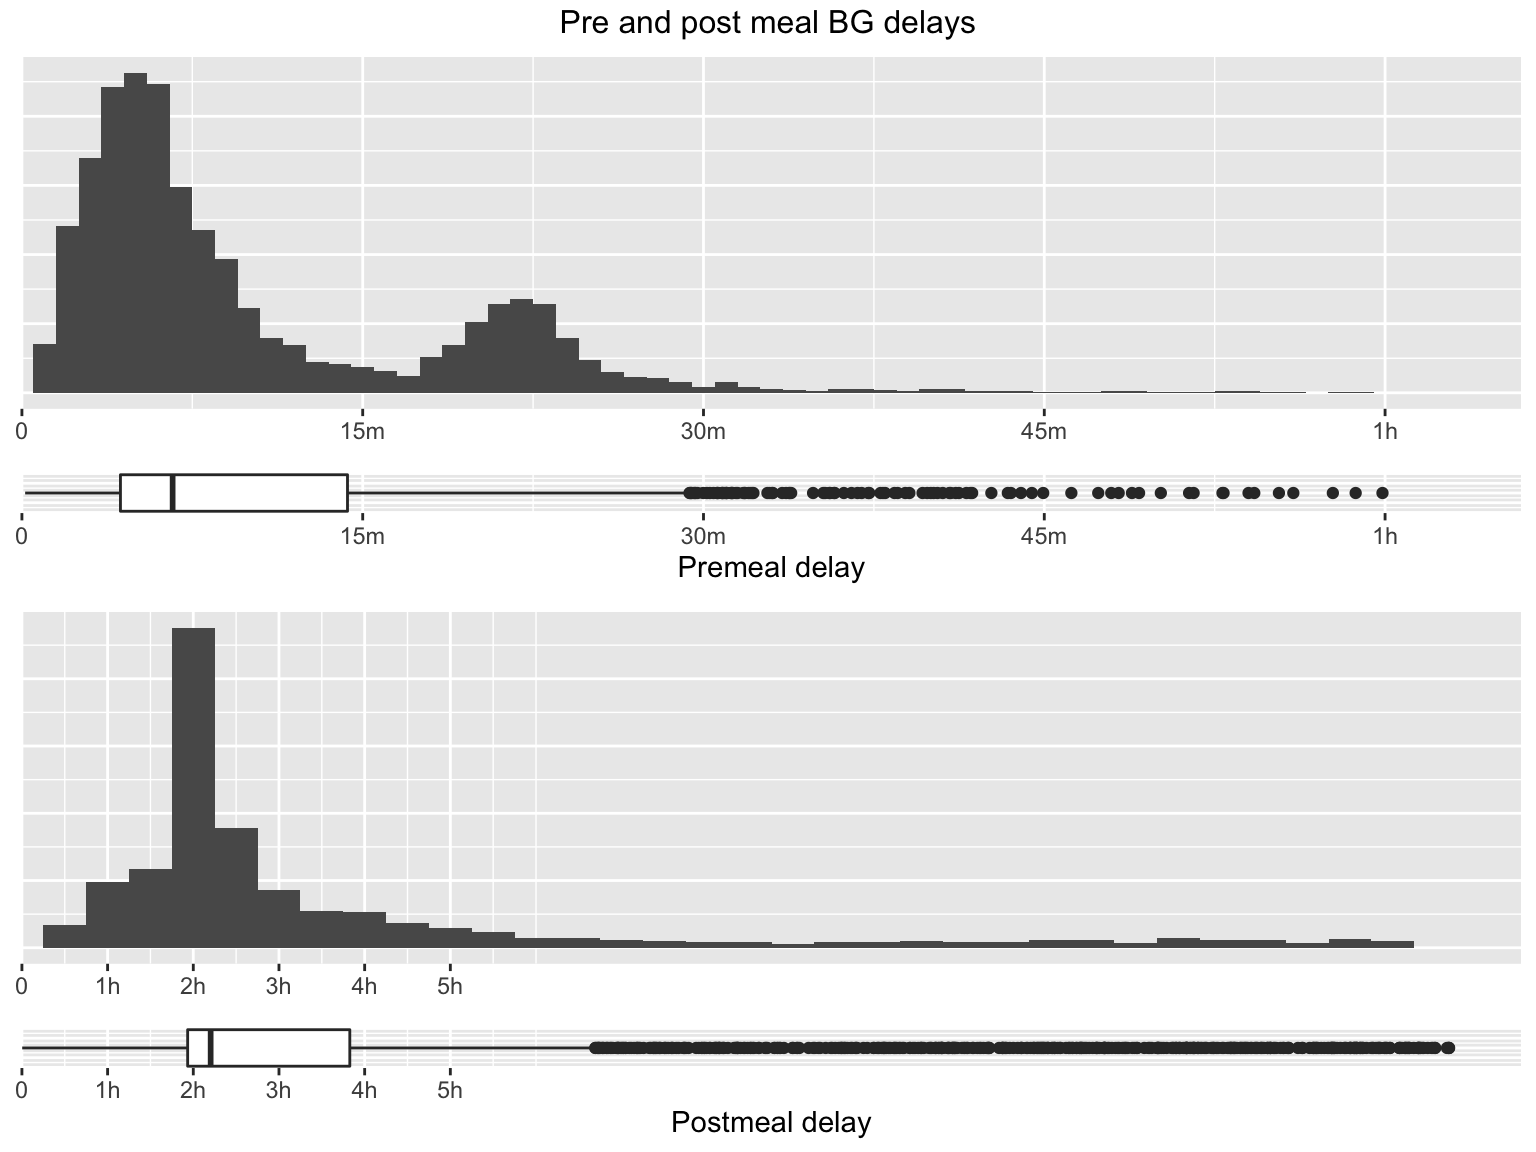 Pre and post meal BG delays
0 15m 30m 45m 1h
0 15m 30m 45m 1h
Premeal delay
0 1h 2h 3h 4h 5h
0 1h 2h 3h 4h 5h
Postmeal delay